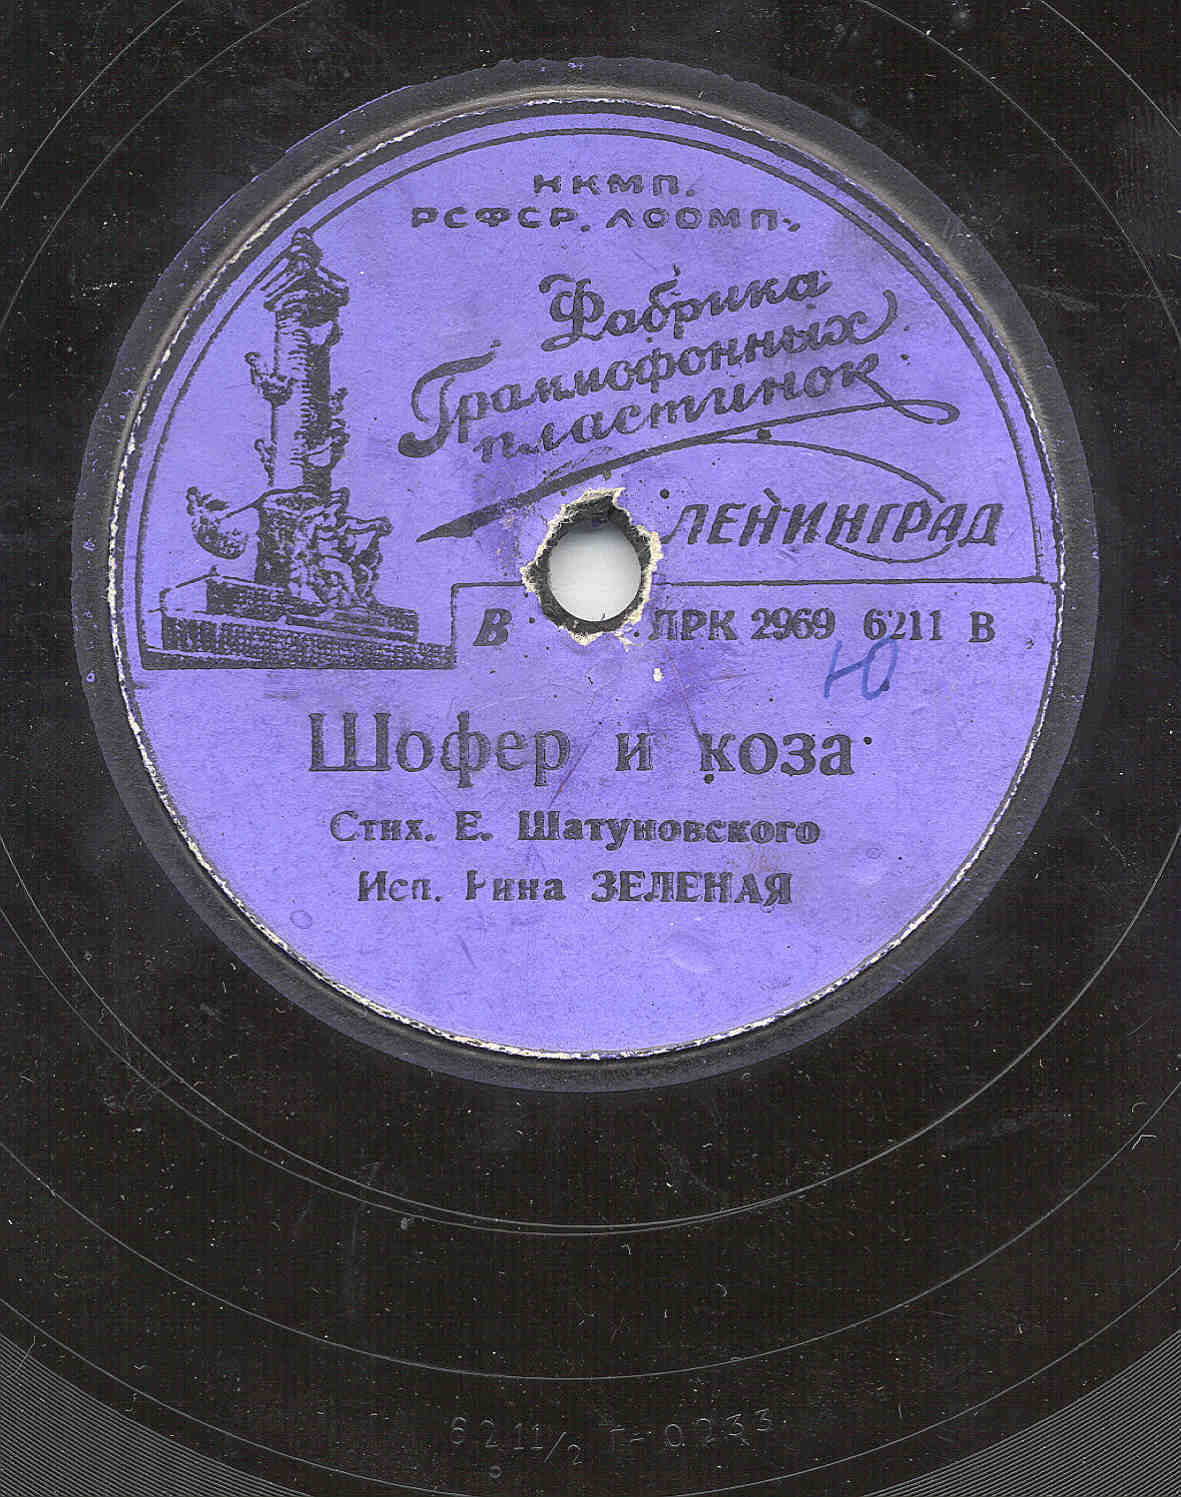 НКМП.
РСФСР. ЛООМП.
Фабрика
Граммофонных
пластинок
ЛЕНИНГРАД
В ЛРК 2969 6211 В
Ю
Шофер и коза
Стих. Е. Шатуновского
Исп. Рина ЗЕЛЕНАЯ
6211/2 Г-0233